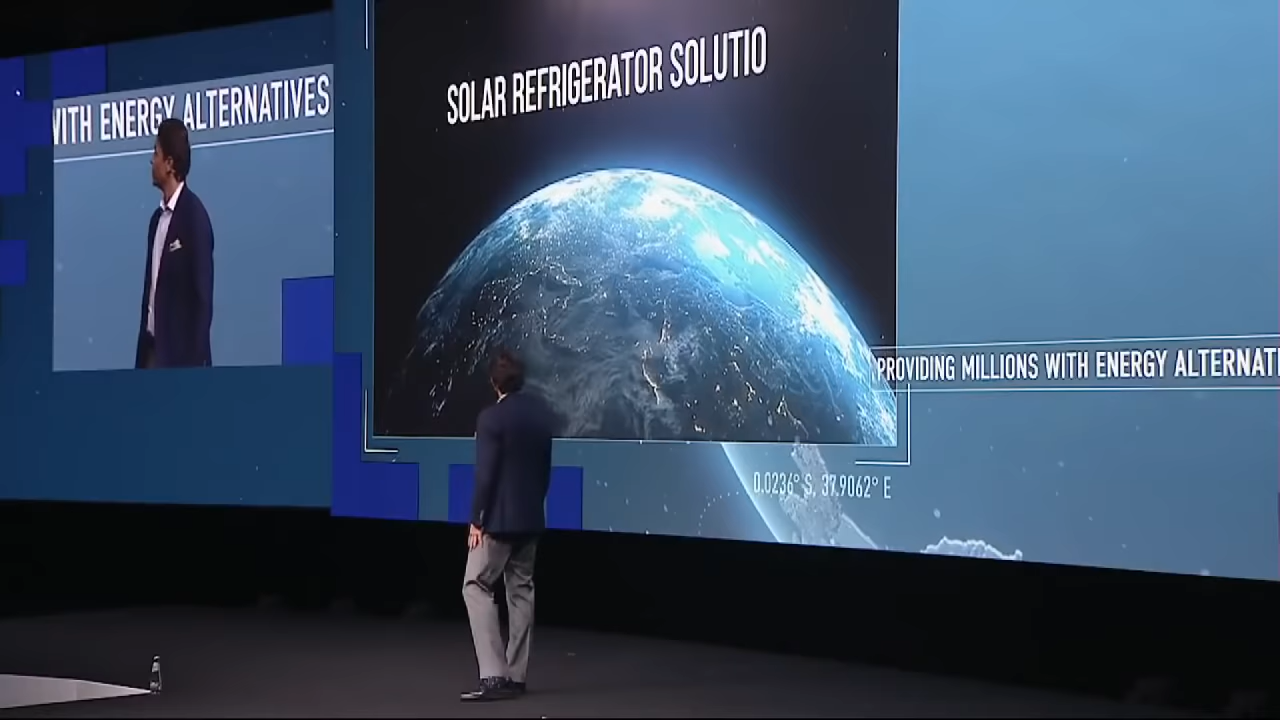 WITH ENERGY ALTERNATIVES
SOLAR REFRIGERATOR SOLUTIO
PROVIDING MILLIONS WITH ENERGY ALTERNATI
0.0236° S, 37.9062° E